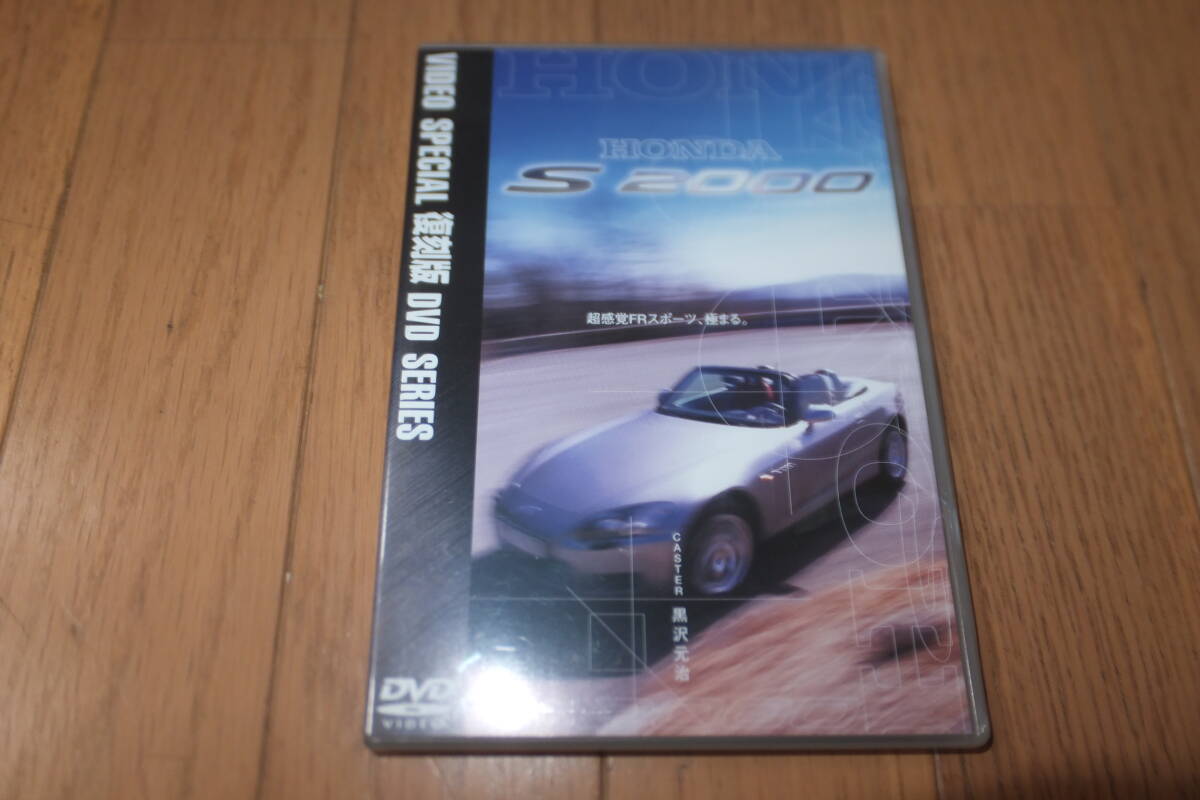 VIDEO SPECIAL 復刻版 DVD SERIES
HONDA
HONDA
S 2000
超感覚FRスポーツ、極まる。
CASTER 黒沢元治
DVD
VIDEO